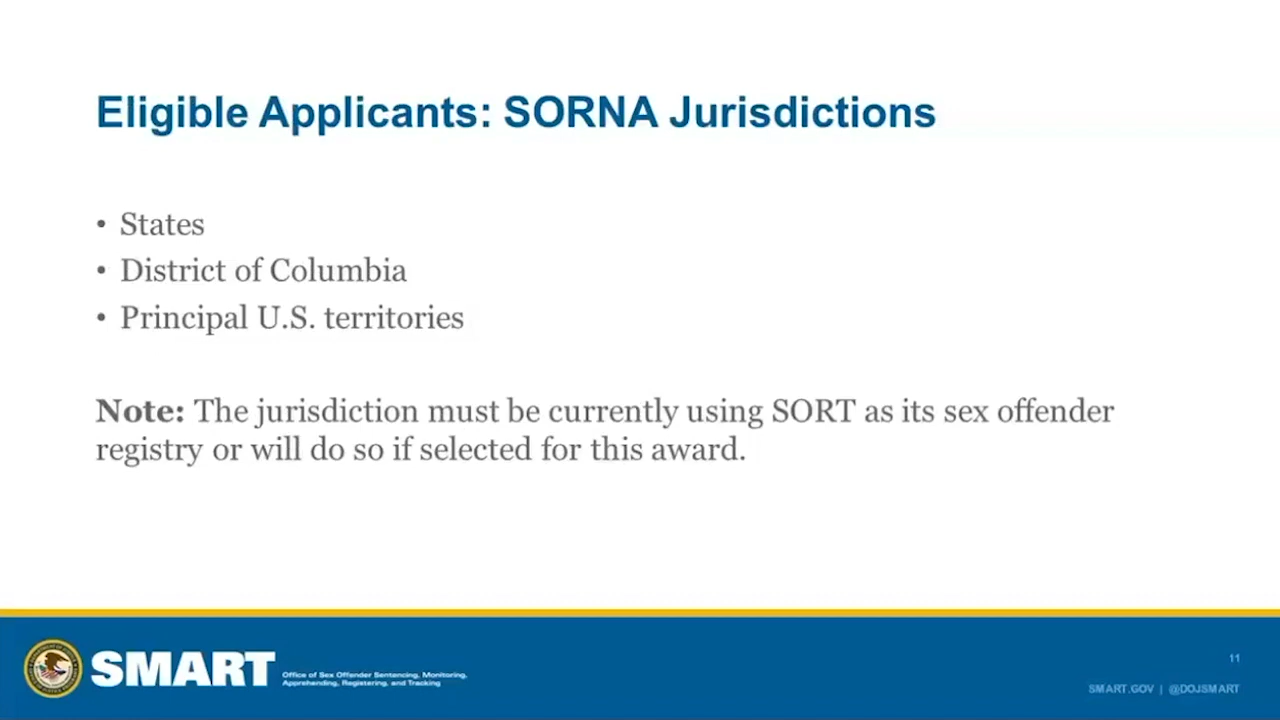 Eligible Applicants: SORNA Jurisdictions
• States
• District of Columbia
• Principal U.S. territories
Note: The jurisdiction must be currently using SORT as its sex offender
registry or will do so if selected for this award.
11
SMART
Office of Sex Offender Sentencing, Monitoring,
Apprehending, Registering, and Tracking
SMART.GOV | @DOJSMART